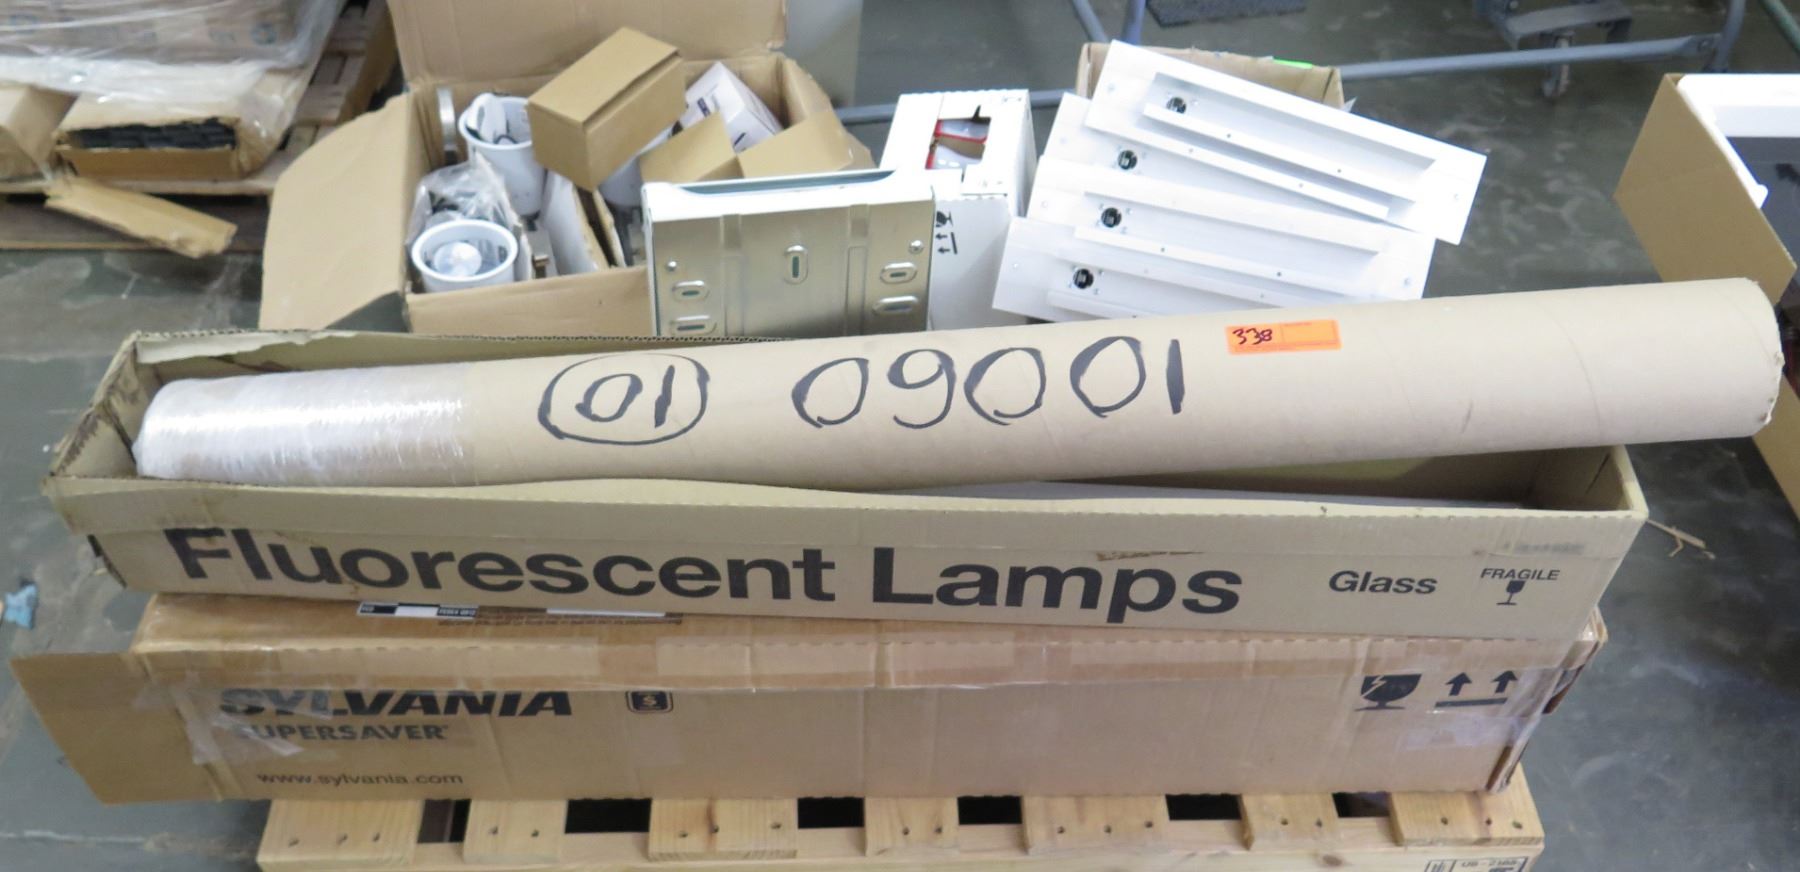 01 09001
338
Fluorescent Lamps
Glass
FRAGILE
SYLVANIA
SUPERSAVER
www.sylvania.com